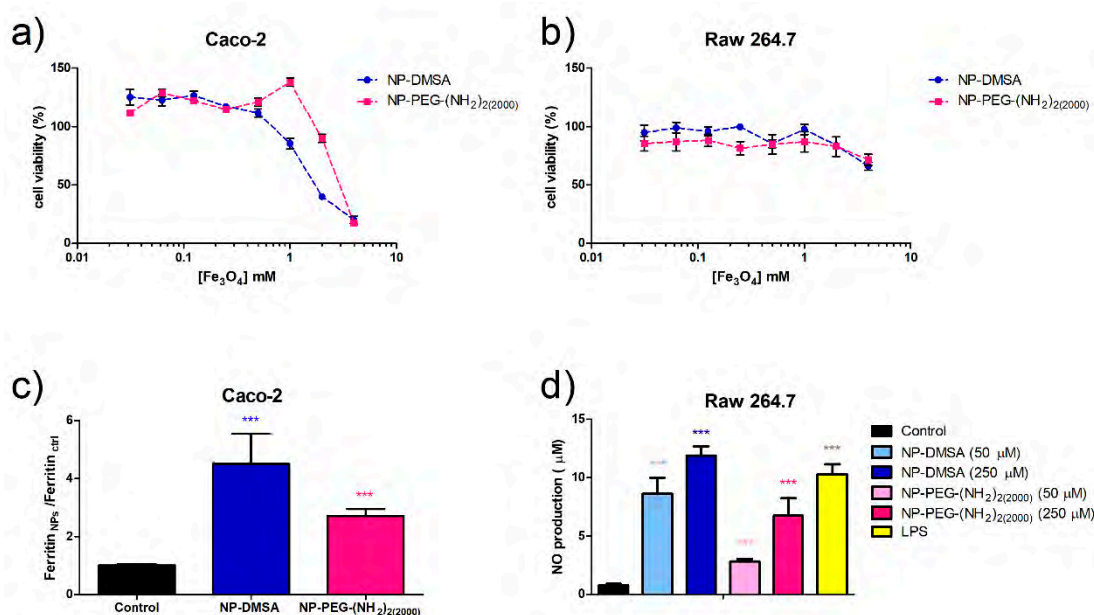 a)
Caco-2
150
100
50
0
0.01
0.1
1
10
cell viability (%)
[Fe₃O₄] mM
NP-DMSA
NP-PEG-(NH₂)₂(2000)
b)
Raw 264.7
150
100
50
0
0.01
0.1
1
10
cell viability (%)
[Fe₃O₄] mM
NP-DMSA
NP-PEG-(NH₂)₂(2000)
c)
Caco-2
6
4
2
0
Ferritin NPs /Ferritin ctrl
***
***
Control
NP-DMSA
NP-PEG-(NH₂)₂(2000)
d)
Raw 264.7
15
10
5
0
NO production ( μM)
***
***
***
***
***
Control
NP-DMSA (50 μM)
NP-DMSA (250 μM)
NP-PEG-(NH₂)₂(2000) (50 μM)
NP-PEG-(NH₂)₂(2000) (250 μM)
LPS